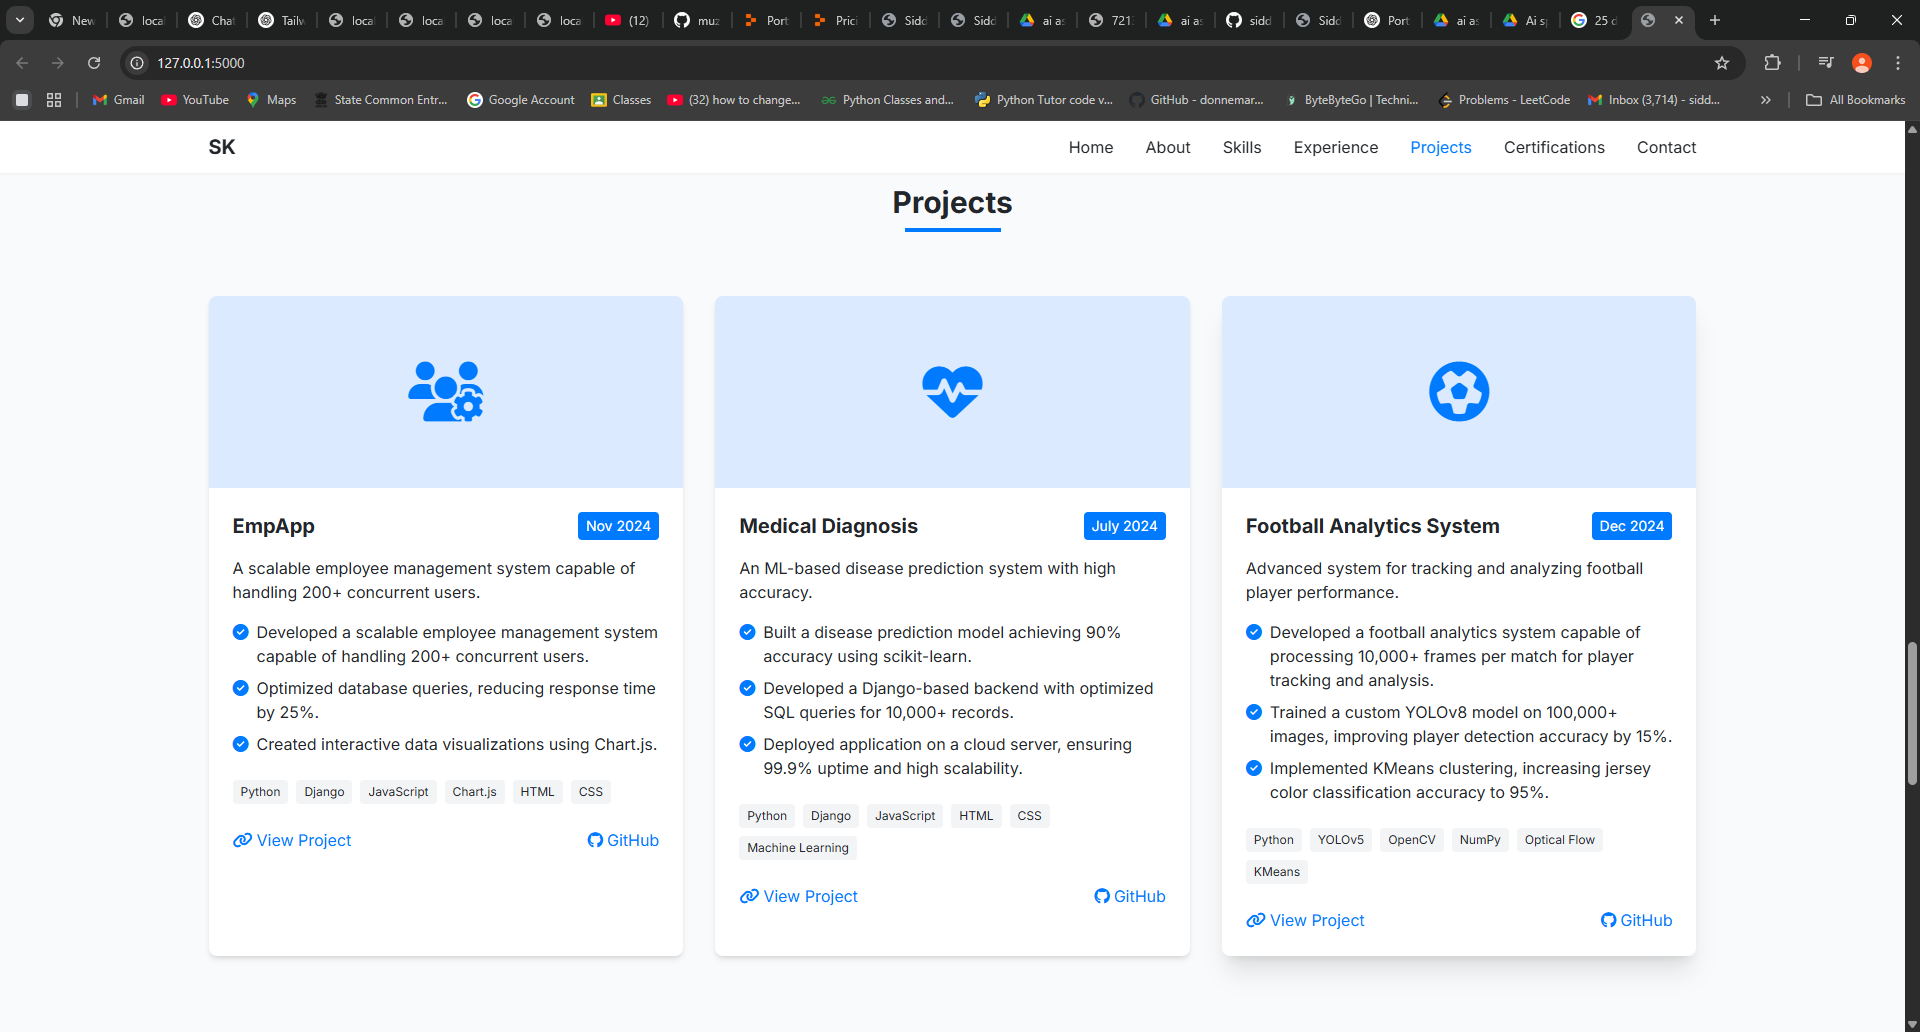 New
local
Chat
Tailw
local
local
local
local
(12)
muz
Port
Prici
Sidd
Sidd
ai as
721
ai as
sidd
Sidd
Port
ai as
Ai sp
25 d
127.0.0.1:5000
Gmail
YouTube
Maps
State Common Entr...
Google Account
Classes
(32) how to change...
Python Classes and...
Python Tutor code v...
GitHub - donnemar...
ByteByteGo | Techni...
Problems - LeetCode
Inbox (3,714) - sidd...
All Bookmarks
SK
Home
About
Skills
Experience
Projects
Certifications
Contact
Projects
EmpApp
Nov 2024
A scalable employee management system capable of
handling 200+ concurrent users.
Developed a scalable employee management system
capable of handling 200+ concurrent users.
Optimized database queries, reducing response time
by 25%.
Created interactive data visualizations using Chart.js.
Python
Django
JavaScript
Chart.js
HTML
CSS
View Project
GitHub
Medical Diagnosis
July 2024
An ML-based disease prediction system with high
accuracy.
Built a disease prediction model achieving 90%
accuracy using scikit-learn.
Developed a Django-based backend with optimized
SQL queries for 10,000+ records.
Deployed application on a cloud server, ensuring
99.9% uptime and high scalability.
Python
Django
JavaScript
HTML
CSS
Machine Learning
View Project
GitHub
Football Analytics System
Dec 2024
Advanced system for tracking and analyzing football
player performance.
Developed a football analytics system capable of
processing 10,000+ frames per match for player
tracking and analysis.
Trained a custom YOLOv8 model on 100,000+
images, improving player detection accuracy by 15%.
Implemented KMeans clustering, increasing jersey
color classification accuracy to 95%.
Python
YOLOv5
OpenCV
NumPy
Optical Flow
KMeans
View Project
GitHub